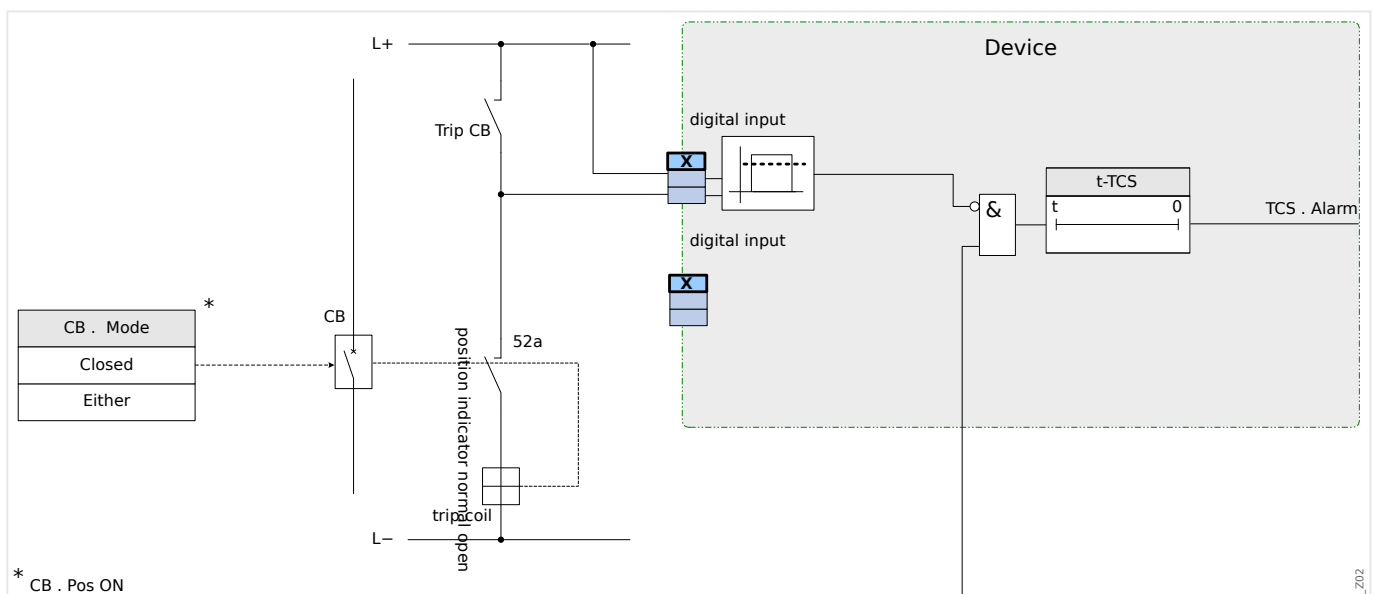 Device
L+
digital input
X
Trip CB
&
t-TCS
t 0
TCS . Alarm
digital input
X
*
CB . Mode
Closed
Either
CB
52a
position indicator normal open
trip coil
L−
* CB . Pos ON
_Z02